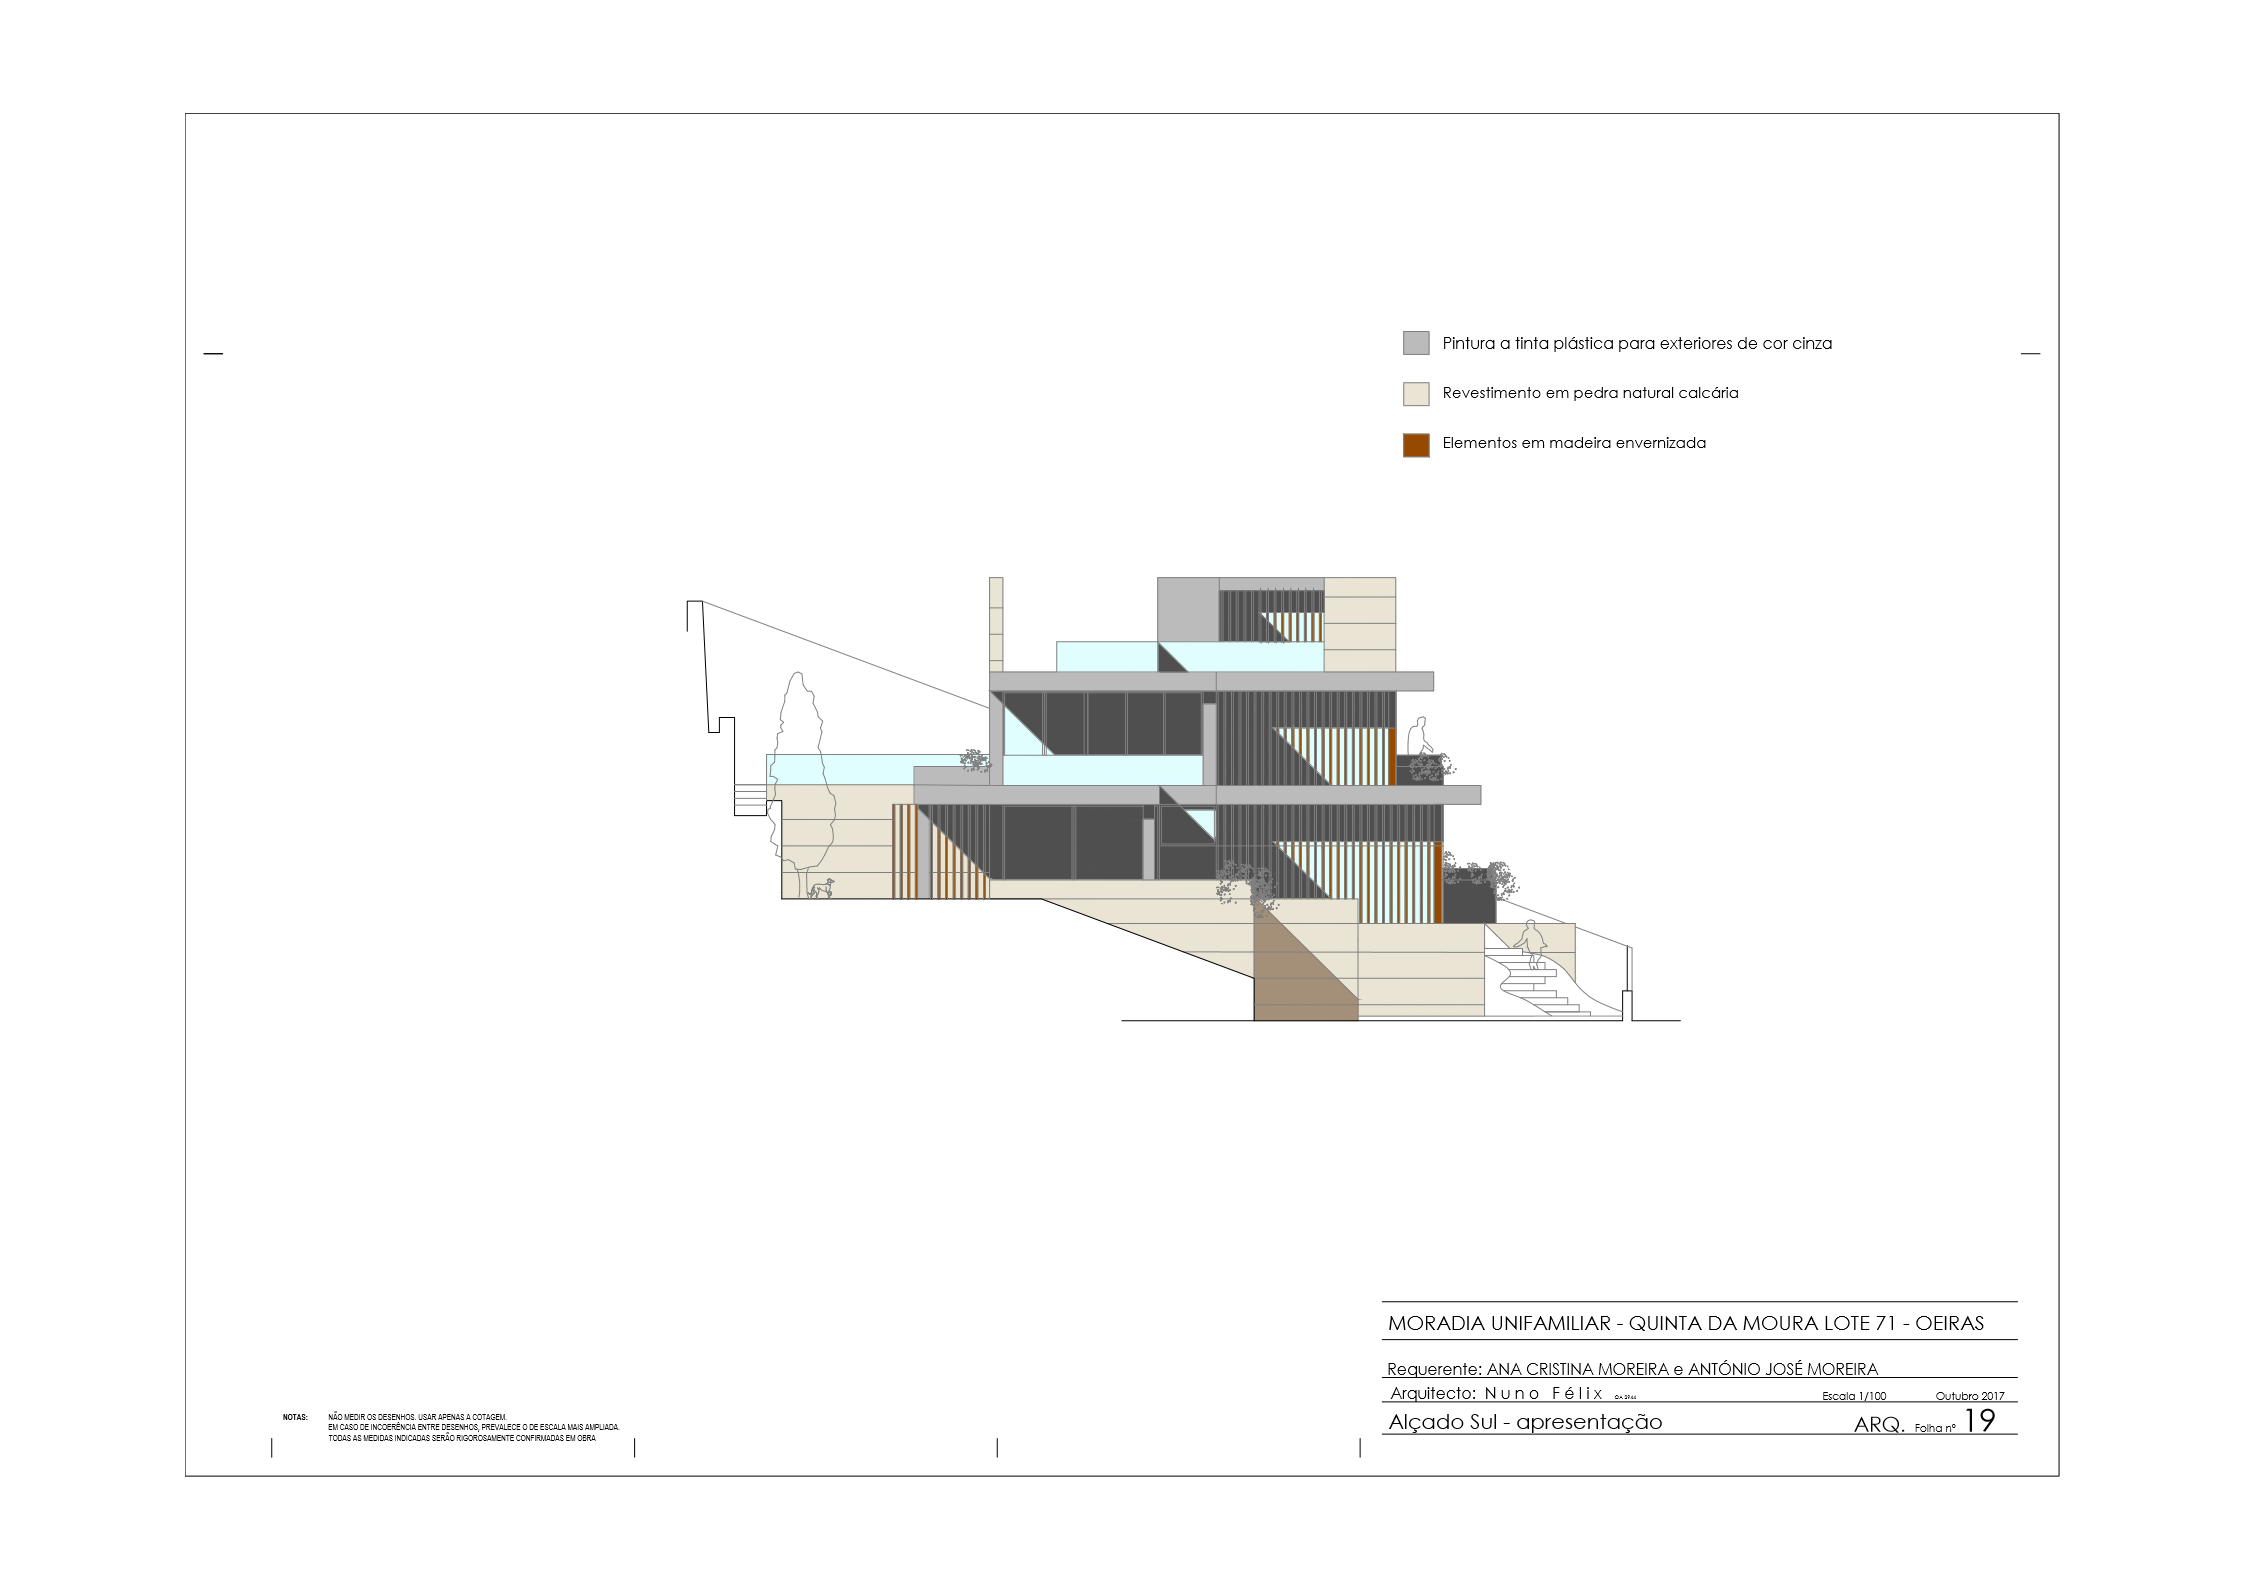 Pintura a tinta plástica para exteriores de cor cinza
Revestimento em pedra natural calcária
Elementos em madeira envernizada
MORADIA UNIFAMILIAR - QUINTA DA MOURA LOTE 71 - OEIRAS
Requerente: ANA CRISTINA MOREIRA e ANTÓNIO JOSÉ MOREIRA
Arquitecto: Nuno Félix Escala 1/100 Outubro 2017
Alçado Sul - apresentação ARQ. Folha nº 19
NOTAS: NÃO MEDIR OS DESENHOS. USAR APENAS A COTAGEM.
EM CASO DE INCOERÊNCIA ENTRE DESENHOS, PREVALECE O DE ESCALA MAIS AMPLIADA.
TODAS AS MEDIDAS INDICADAS SERÃO RIGOROSAMENTE CONFIRMADAS EM OBRA